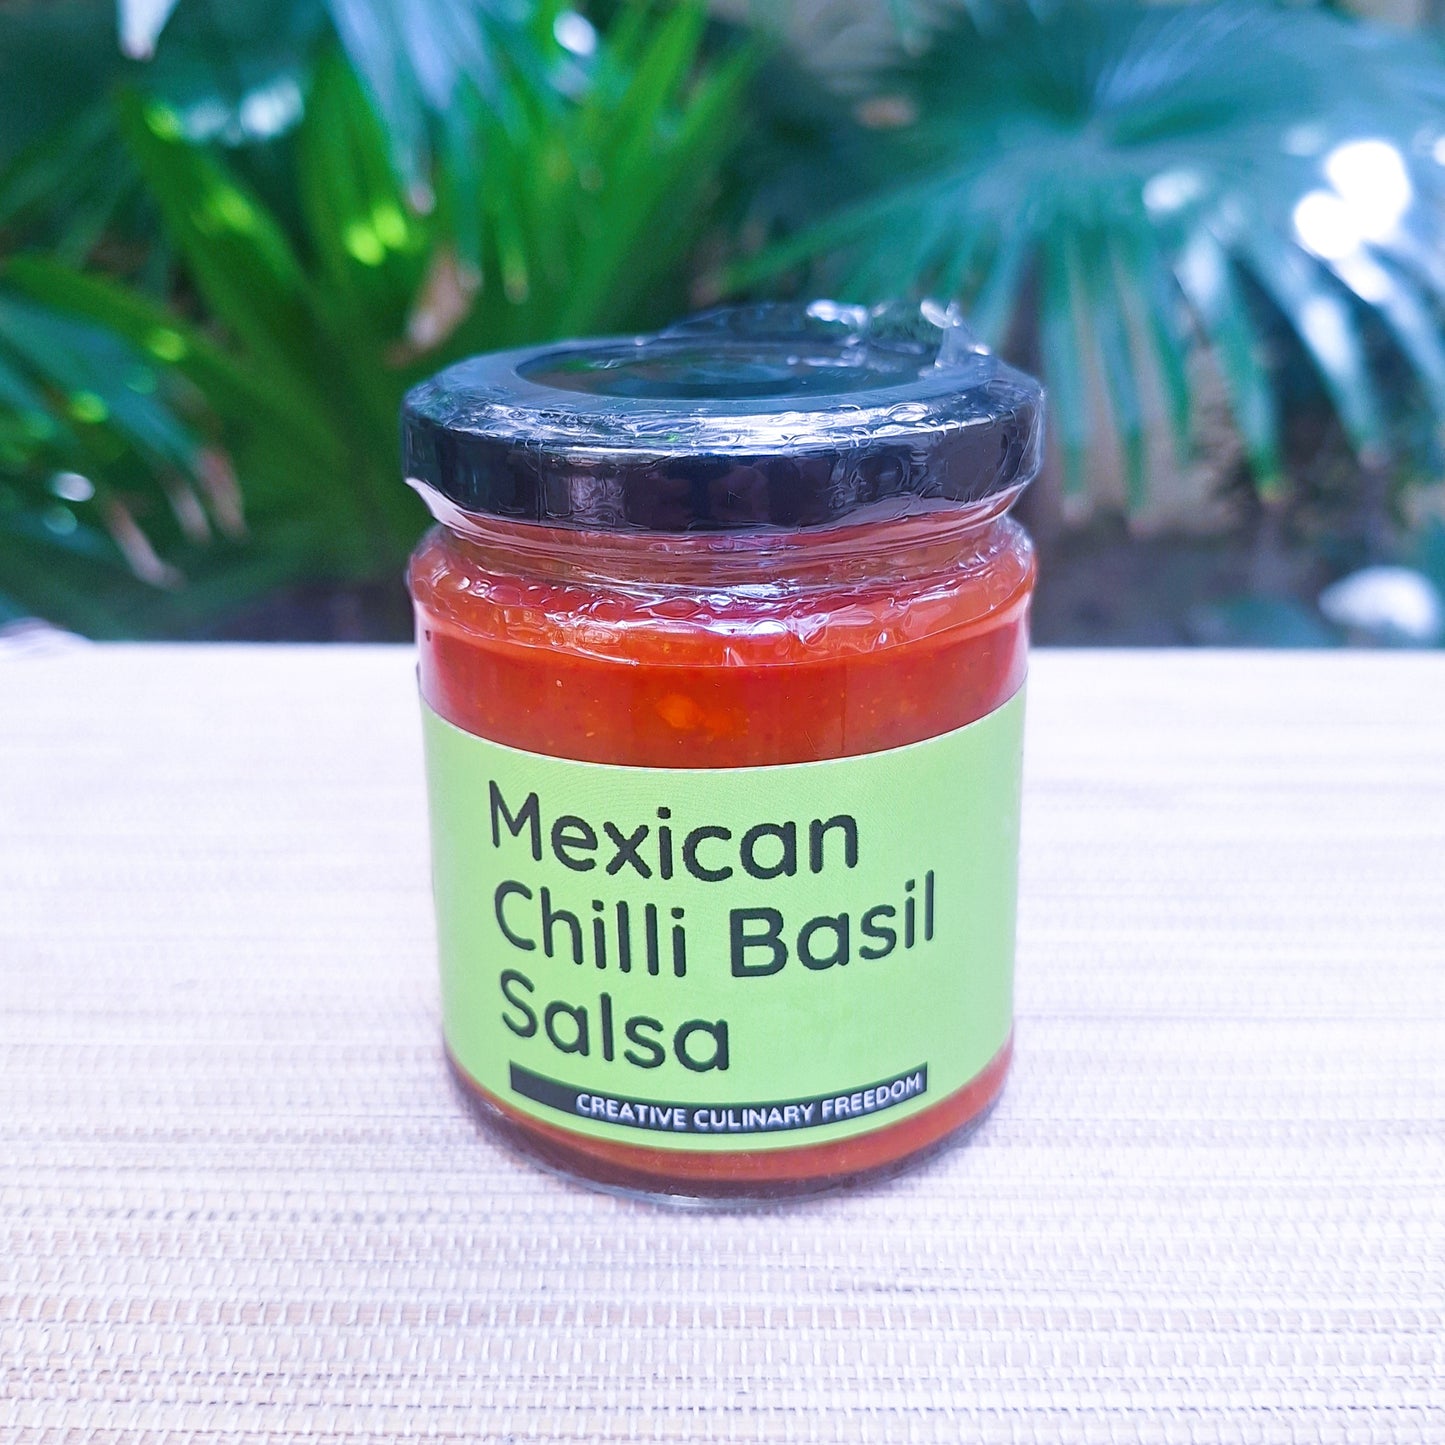 Mexican
Chilli Basil
Salsa
CREATIVE CULINARY FREEDOM